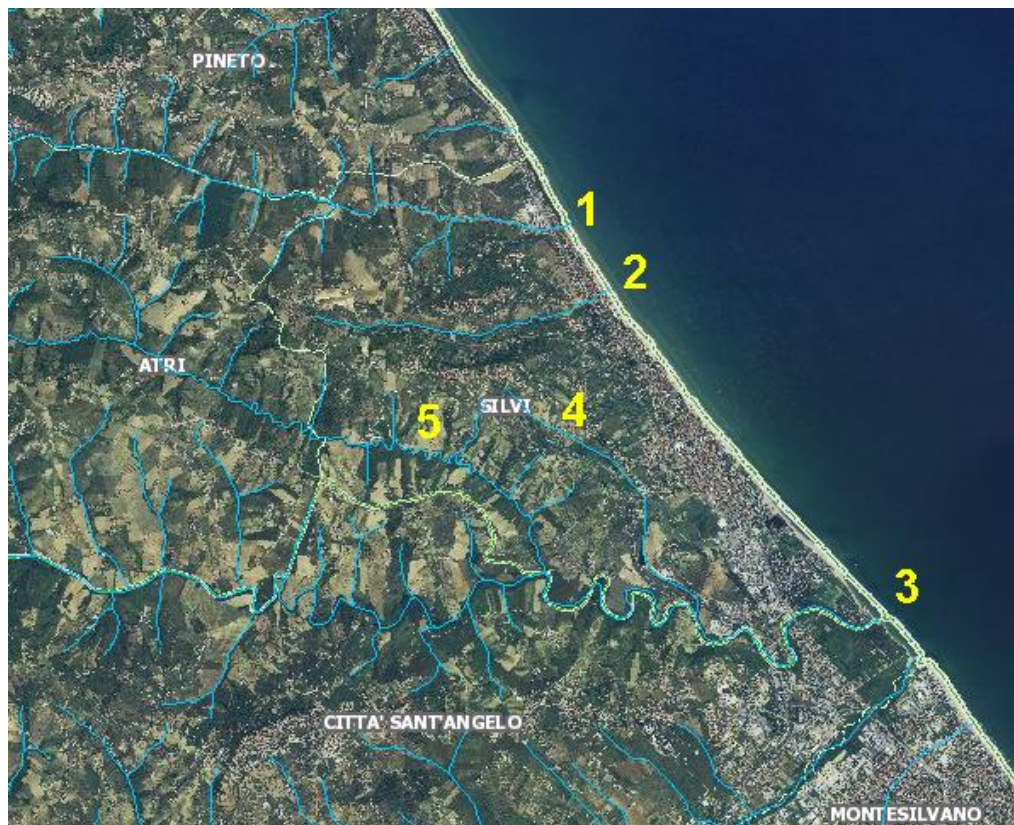 PINETO
1
2
ATRI
5
SILVI
4
3
CITTA' SANT'ANGELO
MONTESILVANO